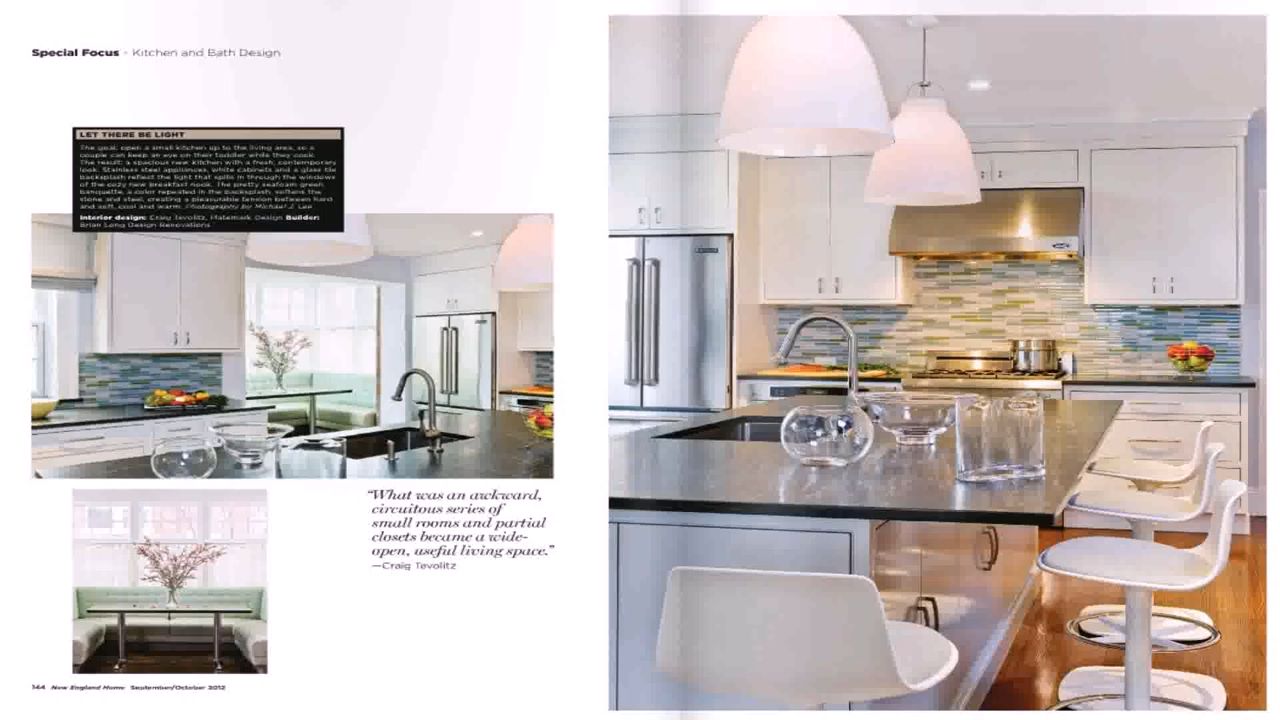 Special Focus - Kitchen and Bath Design
LET THERE BE LIGHT
The goal: open a small kitchen up to the living area, so a
couple can keep an eye on their toddler while they cook.
The result: a spacious new kitchen with a fresh, contemporary
look. Stainless steel appliances, white cabinets and a glass tile
backsplash reflect the light that spills in through the windows
of the cozy new breakfast nook. The pretty seafoam green
banquette, a color repeated in the backsplash, softens the
stone and steel, creating a pleasurable tension between hard
and soft, cool and warm. Photography by Michael J. Lee
Interior design: Craig Tevolitz, Platemark Design Builder:
Brian Long Design Renovations
“What was an awkward,
circuitous series of
small rooms and partial
closets became a wide-
open, useful living space.”
—Craig Tevolitz
144 New England Home September/October 2012